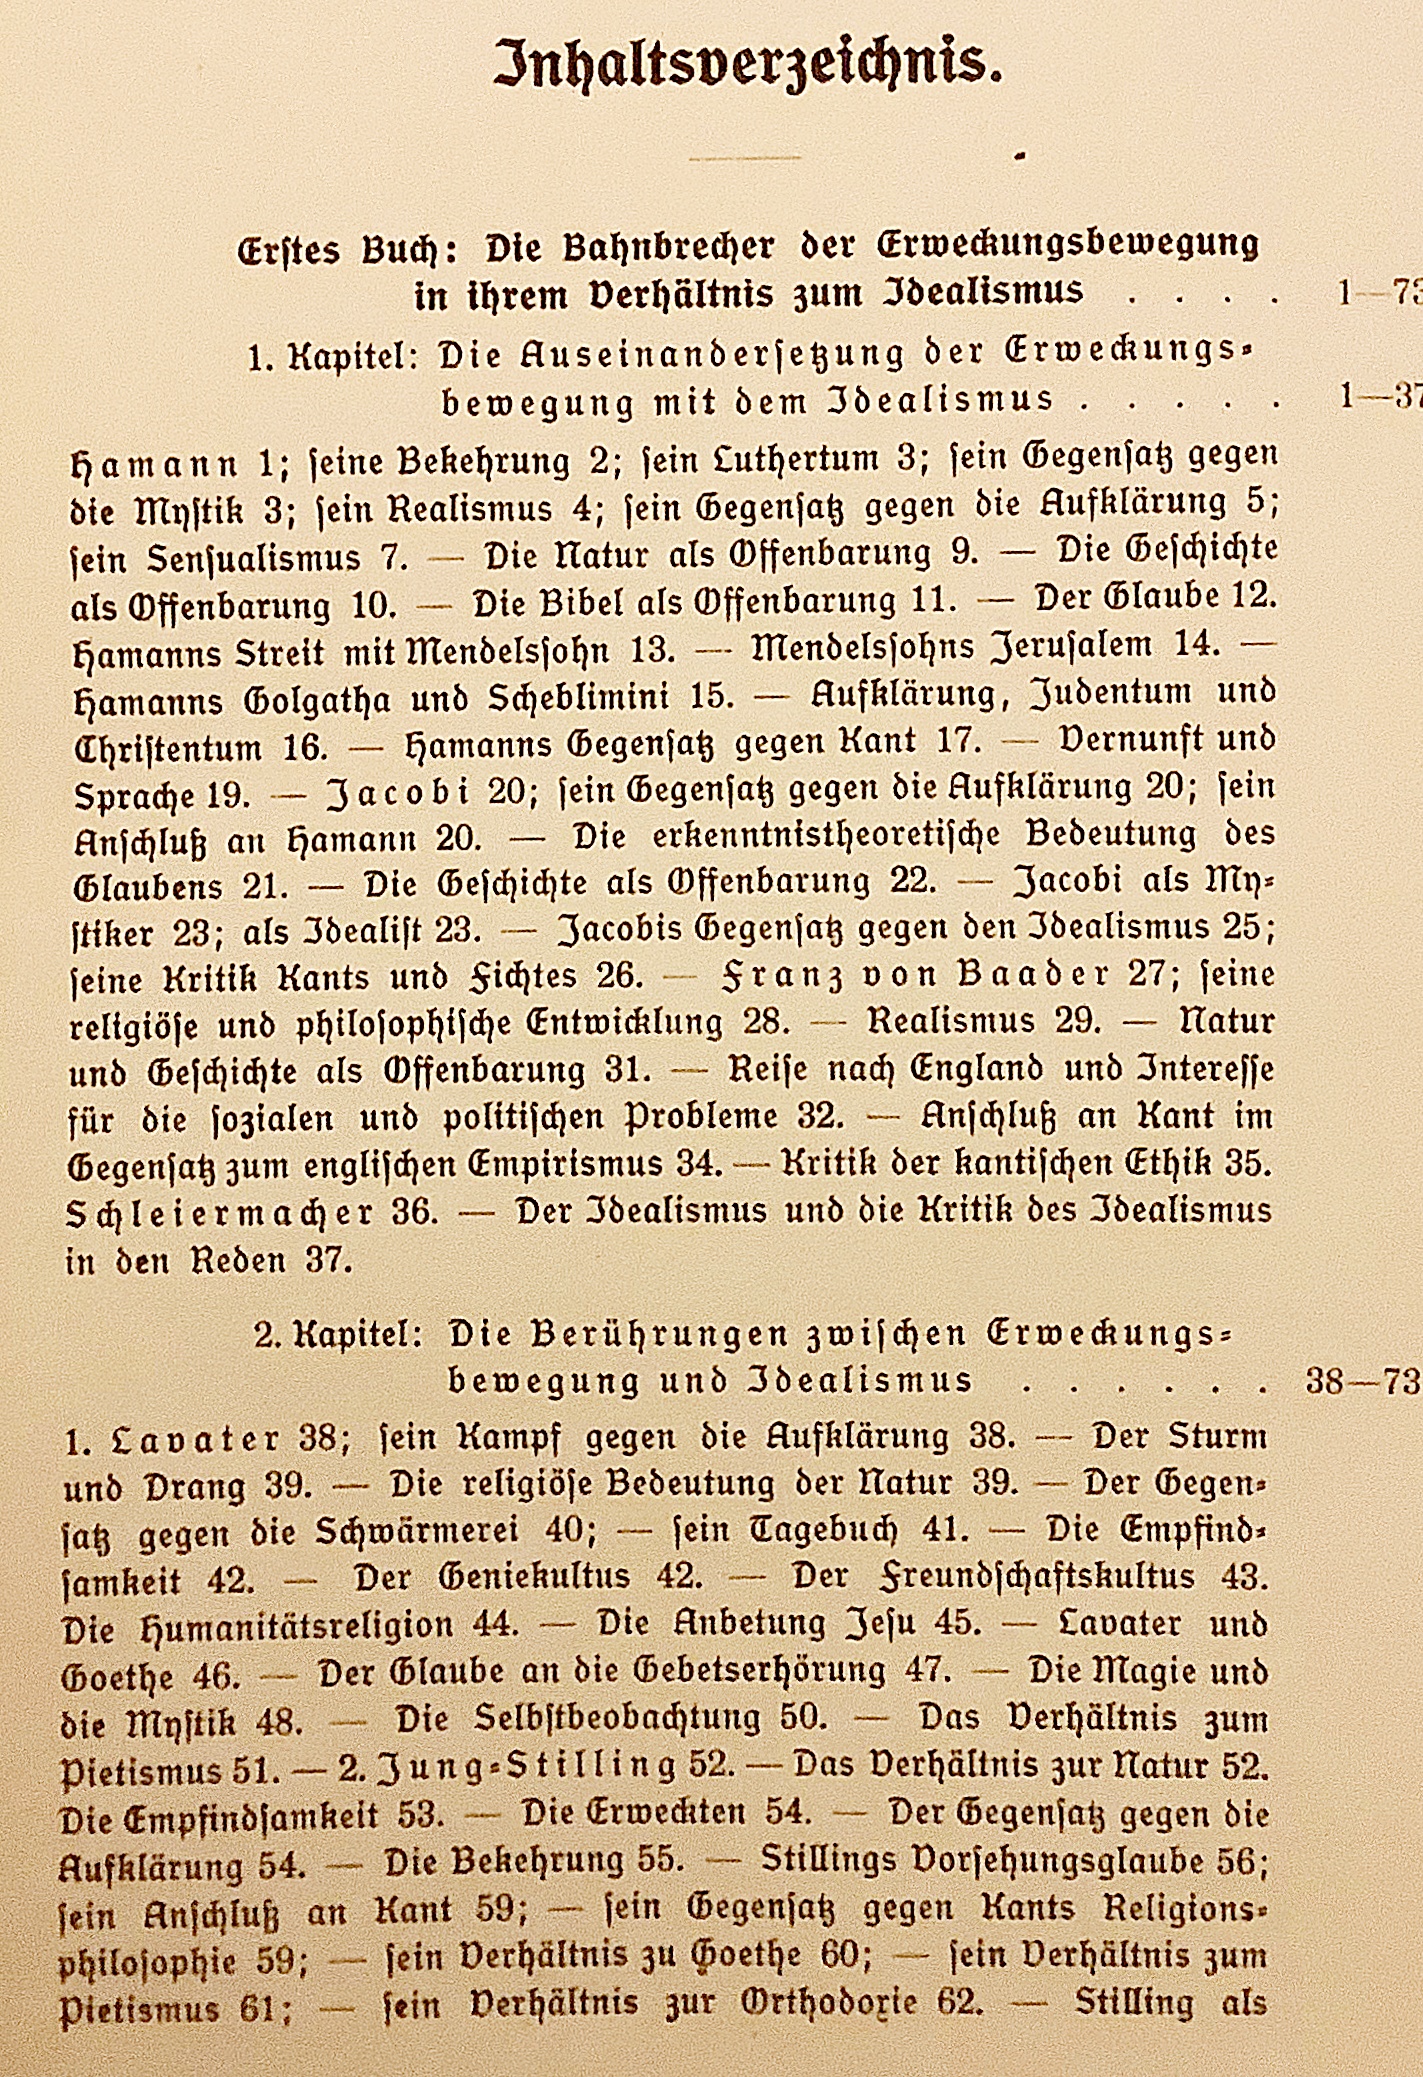 Inhaltsverzeichnis.
Erstes Buch: Die Bahnbrecher der Erweckungsbewegung
in ihrem Verhältnis zum Idealismus . . . . 1—73
1. Kapitel: Die Auseinandersetzung der Erweckungs-
bewegung mit dem Idealismus . . . . . 1—37
Hamann 1; seine Bekehrung 2; sein Luthertum 3; sein Gegensatz gegen
die Mystik 3; sein Realismus 4; sein Gegensatz gegen die Aufklärung 5;
sein Sensualismus 7. — Die Natur als Offenbarung 9. — Die Geschichte
als Offenbarung 10. — Die Bibel als Offenbarung 11. — Der Glaube 12.
Hamanns Streit mit Mendelssohn 13. — Mendelssohns Jerusalem 14. —
Hamanns Golgatha und Scheblimini 15. — Aufklärung, Judentum und
Christentum 16. — Hamanns Gegensatz gegen Kant 17. — Vernunft und
Sprache 19. — Jacobi 20; sein Gegensatz gegen die Aufklärung 20; sein
Anschluß an Hamann 20. — Die erkenntnistheoretische Bedeutung des
Glaubens 21. — Die Geschichte als Offenbarung 22. — Jacobi als My-
stiker 23; als Idealist 23. — Jacobis Gegensatz gegen den Idealismus 25;
seine Kritik Kants und Fichtes 26. — Franz von Baader 27; seine
religiöse und philosophische Entwicklung 28. — Realismus 29. — Natur
und Geschichte als Offenbarung 31. — Reise nach England und Interesse
für die sozialen und politischen Probleme 32. — Anschluß an Kant im
Gegensatz zum englischen Empirismus 34. — Kritik der kantischen Ethik 35.
Schleiermacher 36. — Der Idealismus und die Kritik des Idealismus
in den Reden 37.
2. Kapitel: Die Berührungen zwischen Erweckungs-
bewegung und Idealismus . . . . . . 38—73
1. Lavater 38; sein Kampf gegen die Aufklärung 38. — Der Sturm
und Drang 39. — Die religiöse Bedeutung der Natur 39. — Der Gegen-
satz gegen die Schwärmerei 40; — sein Tagebuch 41. — Die Empfind-
samkeit 42. — Der Geniekultus 42. — Der Freundschaftskultus 43.
Die Humanitätsreligion 44. — Die Anbetung Jesu 45. — Lavater und
Goethe 46. — Der Glaube an die Gebetserhörung 47. — Die Magie und
die Mystik 48. — Die Selbstbeobachtung 50. — Das Verhältnis zum
Pietismus 51. — 2. Jung-Stilling 52. — Das Verhältnis zur Natur 52.
Die Empfindsamkeit 53. — Die Erweckten 54. — Der Gegensatz gegen die
Aufklärung 54. — Die Bekehrung 55. — Stillings Vorsehungsglaube 56;
sein Anschluß an Kant 59; — sein Gegensatz gegen Kants Religions-
philosophie 59; — sein Verhältnis zu Goethe 60; — sein Verhältnis zum
Pietismus 61; — sein Verhältnis zur Orthodoxie 62. — Stilling als